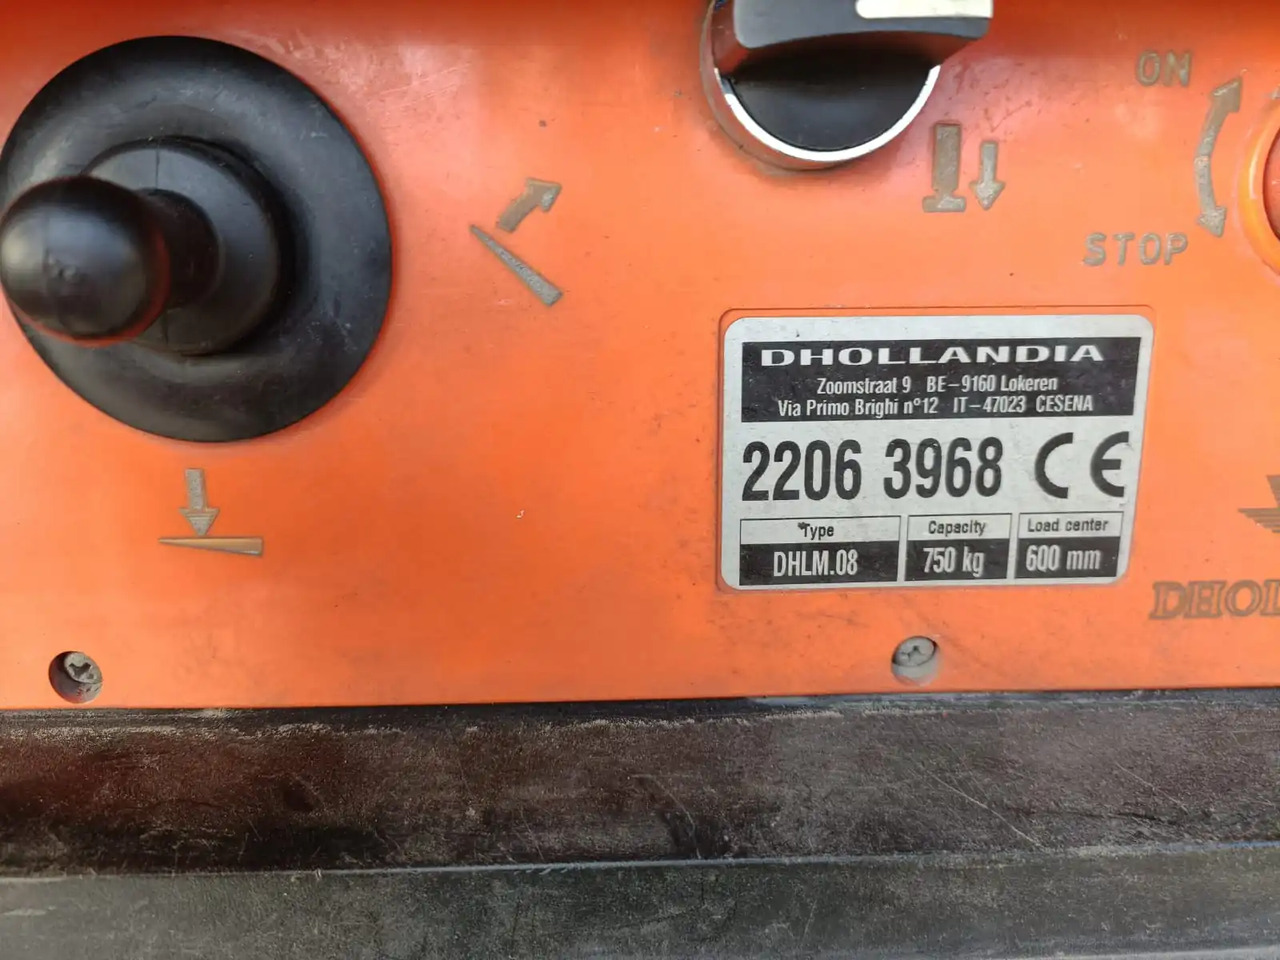 ON
STOP
DHOLLANDIA
Zoomstraat 9 BE-9160 Lokeren
Via Primo Brighi n°12 IT-47023 CESENA
2206 3968 CE
Type Capacity Load center
DHLM.08 750 kg 600 mm
DHOL